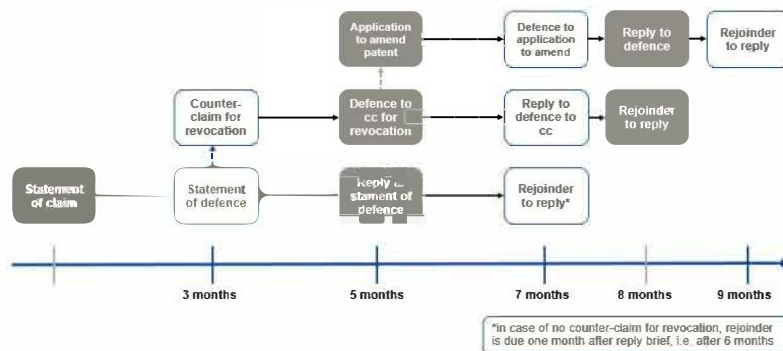 Application
to amend
patent
Defence to
application
to amend
Reply to
defence
Rejoinder
to reply
Counter-
claim for
revocation
Defence to
cc for
revocation
Reply to
defence to
cc
Rejoinder
to reply
Statement
of claim
Statement
of defence
Reply
stament of
defence
Rejoinder
to reply*
3 months
5 months
7 months
8 months
9 months
*in case of no counter-claim for revocation, rejoinder
is due one month after reply brief, i.e. after 6 months